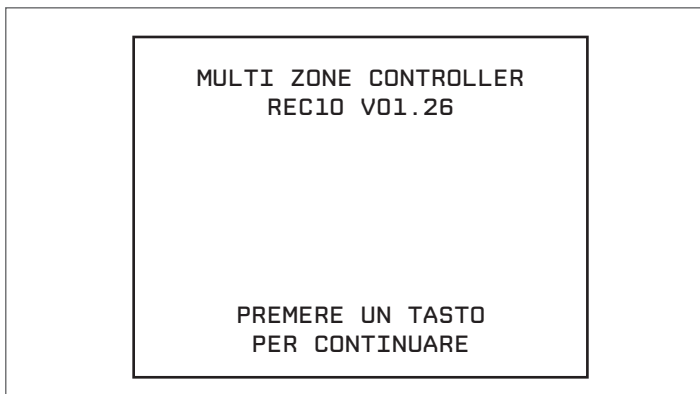 MULTI ZONE CONTROLLER
REC10 V01.26
PREMERE UN TASTO
PER CONTINUARE